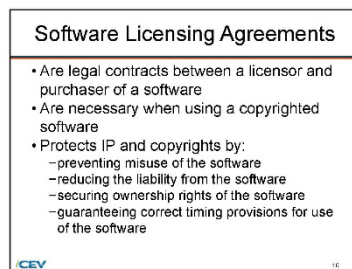 Software Licensing Agreements
• Are legal contracts between a licensor and
purchaser of a software
• Are necessary when using a copyrighted
software
• Protects IP and copyrights by:
–preventing misuse of the software
–reducing the liability from the software
–securing ownership rights of the software
–guaranteeing correct timing provisions for use
of the software
iCEV
16